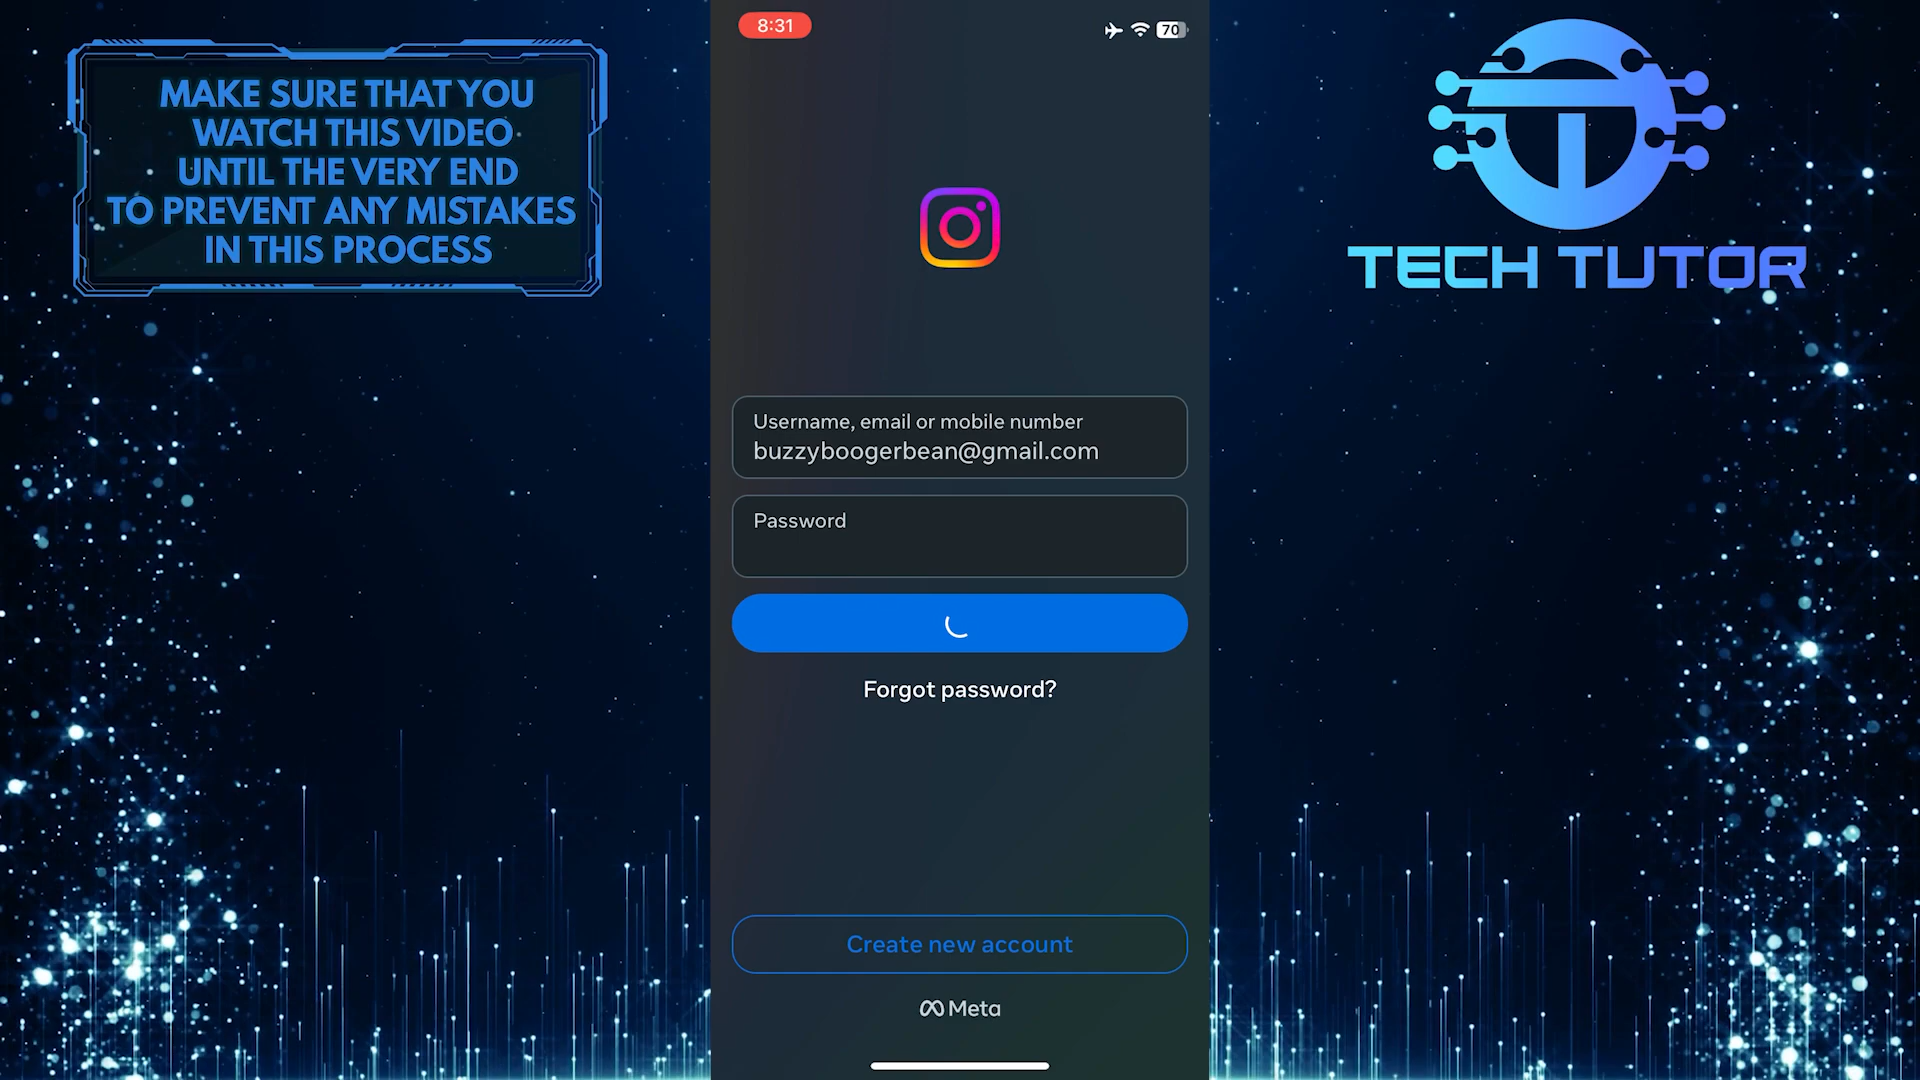 MAKE SURE THAT YOU
WATCH THIS VIDEO
UNTIL THE VERY END
TO PREVENT ANY MISTAKES
IN THIS PROCESS
8:31
70
TECH TUTOR
Username, email or mobile number
buzzyboogerbean@gmail.com
Password
Forgot password?
Create new account
Meta